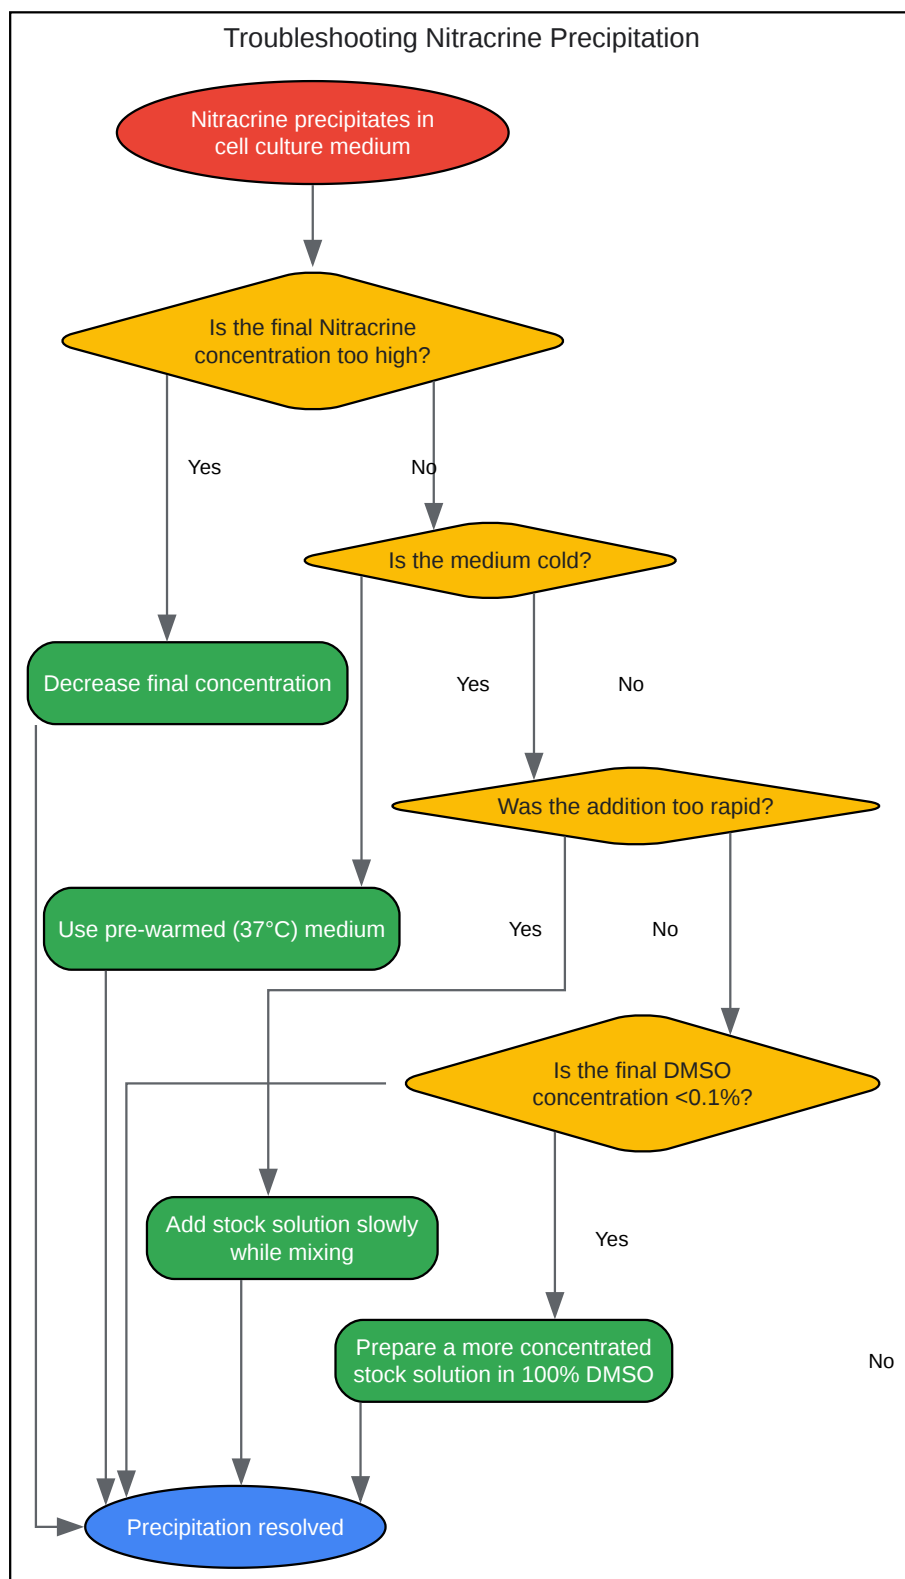 Troubleshooting Nitracrine Precipitation
Nitracrine precipitates in
cell culture medium
Is the final Nitracrine
concentration too high?
Yes
No
Is the medium cold?
Decrease final concentration
Yes
No
Was the addition too rapid?
Use pre-warmed (37°C) medium
Yes
No
Is the final DMSO
concentration <0.1%?
Add stock solution slowly
while mixing
Yes
Prepare a more concentrated
stock solution in 100% DMSO
No
Precipitation resolved